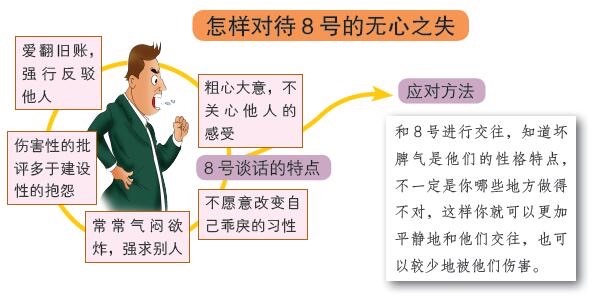 怎样对待8号的无心之失
爱翻旧账，
强行反驳
他人
粗心大意，不
关心他人的
感受
伤害性的批
评多于建设
性的抱怨
8号谈话的特点
常常气闷欲
炸，强求别人
不愿意改变自
己乖戾的习性
应对方法
和8号进行交往，知道坏
脾气是他们的性格特点，
不一定是你哪些地方做得
不对，这样你就可以更加
平静地和他们交往，也可
以较少地被他们伤害。